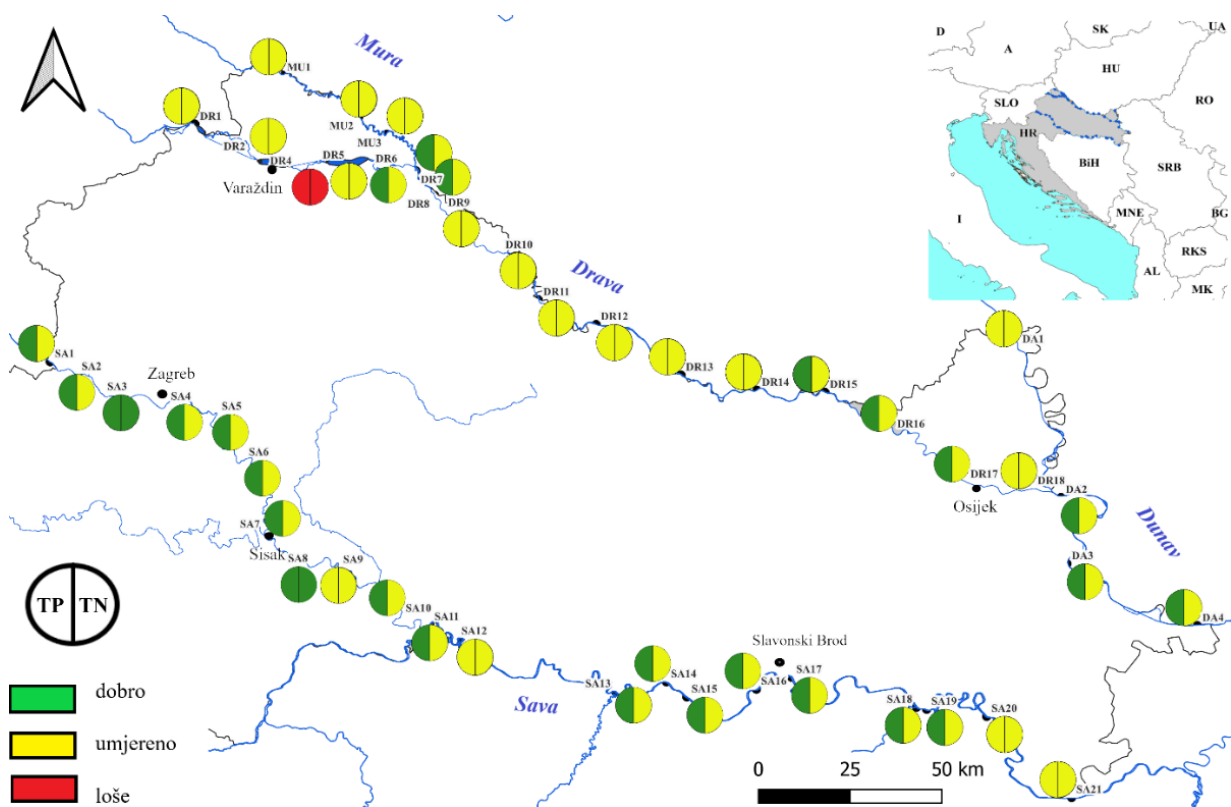 D
A
SK
UA
HU
SLO
RO
HR
BiH
SRB
I
MNE
BG
RKS
AL
MK
Mura
MU1
MU2
MU3
DR1
DR2
DR4
DR5
DR6
Varaždin
DR7
DR8
DR9
DR10
Drava
DR11
DR12
DR13
DR14
DR15
DR16
DR17
DR18
Osijek
DA1
DA2
Dunav
DA3
DA4
SA1
SA2
SA3
Zagreb
SA4
SA5
SA6
SA7
Sisak
SA8
SA9
SA10
SA11
SA12
Sava
SA13
SA14
SA15
Slavonski Brod
SA16
SA17
SA18
SA19
SA20
SA21
TP TN
dobro
umjereno
loše
0 25 50 km